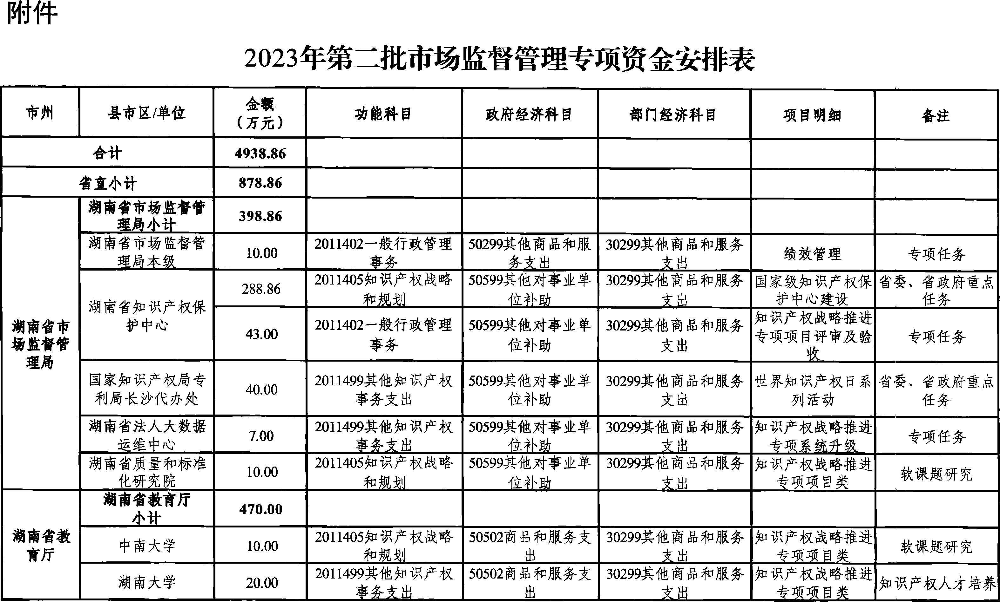 附件
2023年第二批市场监督管理专项资金安排表
市州
县市区/单位
金额
（万元）
功能科目
政府经济科目
部门经济科目
项目明细
备注
合计
4938.86
省直小计
878.86
湖南省市
场监督管
理局
湖南省市场监督管
理局小计
398.86
湖南省市场监督管
理局本级
10.00
2011402一般行政管理
事务
50299其他商品和服
务支出
30299其他商品和服务
支出
绩效管理
专项任务
湖南省知识产权保
护中心
288.86
2011405知识产权战略
和规划
50599其他对事业单
位补助
30299其他商品和服务
支出
国家级知识产权保
护中心建设
省委、省政府重点
任务
43.00
2011402一般行政管理
事务
50599其他对事业单
位补助
30299其他商品和服务
支出
知识产权战略推进
专项项目评审及验
收
专项任务
国家知识产权局专
利局长沙代办处
40.00
2011499其他知识产权
事务支出
50599其他对事业单
位补助
30299其他商品和服务
支出
世界知识产权日系
列活动
省委、省政府重点
任务
湖南省法人大数据
运维中心
7.00
2011499其他知识产权
事务支出
50599其他对事业单
位补助
30299其他商品和服务
支出
知识产权战略推进
专项系统升级
专项任务
湖南省质量和标准
化研究院
10.00
2011405知识产权战略
和规划
50599其他对事业单
位补助
30299其他商品和服务
支出
知识产权战略推进
专项项目类
软课题研究
湖南省教
育厅
湖南省教育厅
小计
470.00
中南大学
10.00
2011405知识产权战略
和规划
50502商品和服务支
出
30299其他商品和服务
支出
知识产权战略推进
专项项目类
软课题研究
湖南大学
20.00
2011499其他知识产权
事务支出
50502商品和服务支
出
30299其他商品和服务
支出
知识产权战略推进
专项项目类
知识产权人才培养